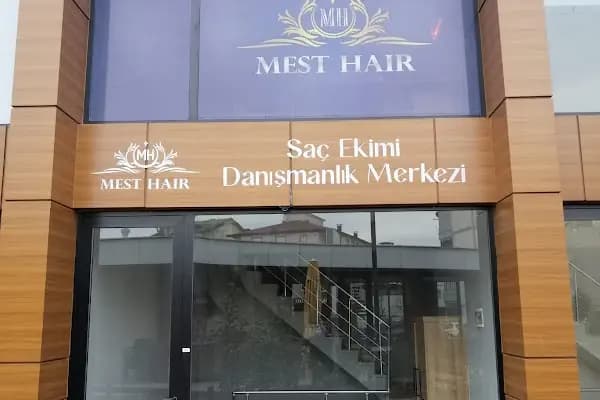 MH
MEST HAIR
MH
MEST HAIR
Saç Ekimi
Danışmanlık Merkezi